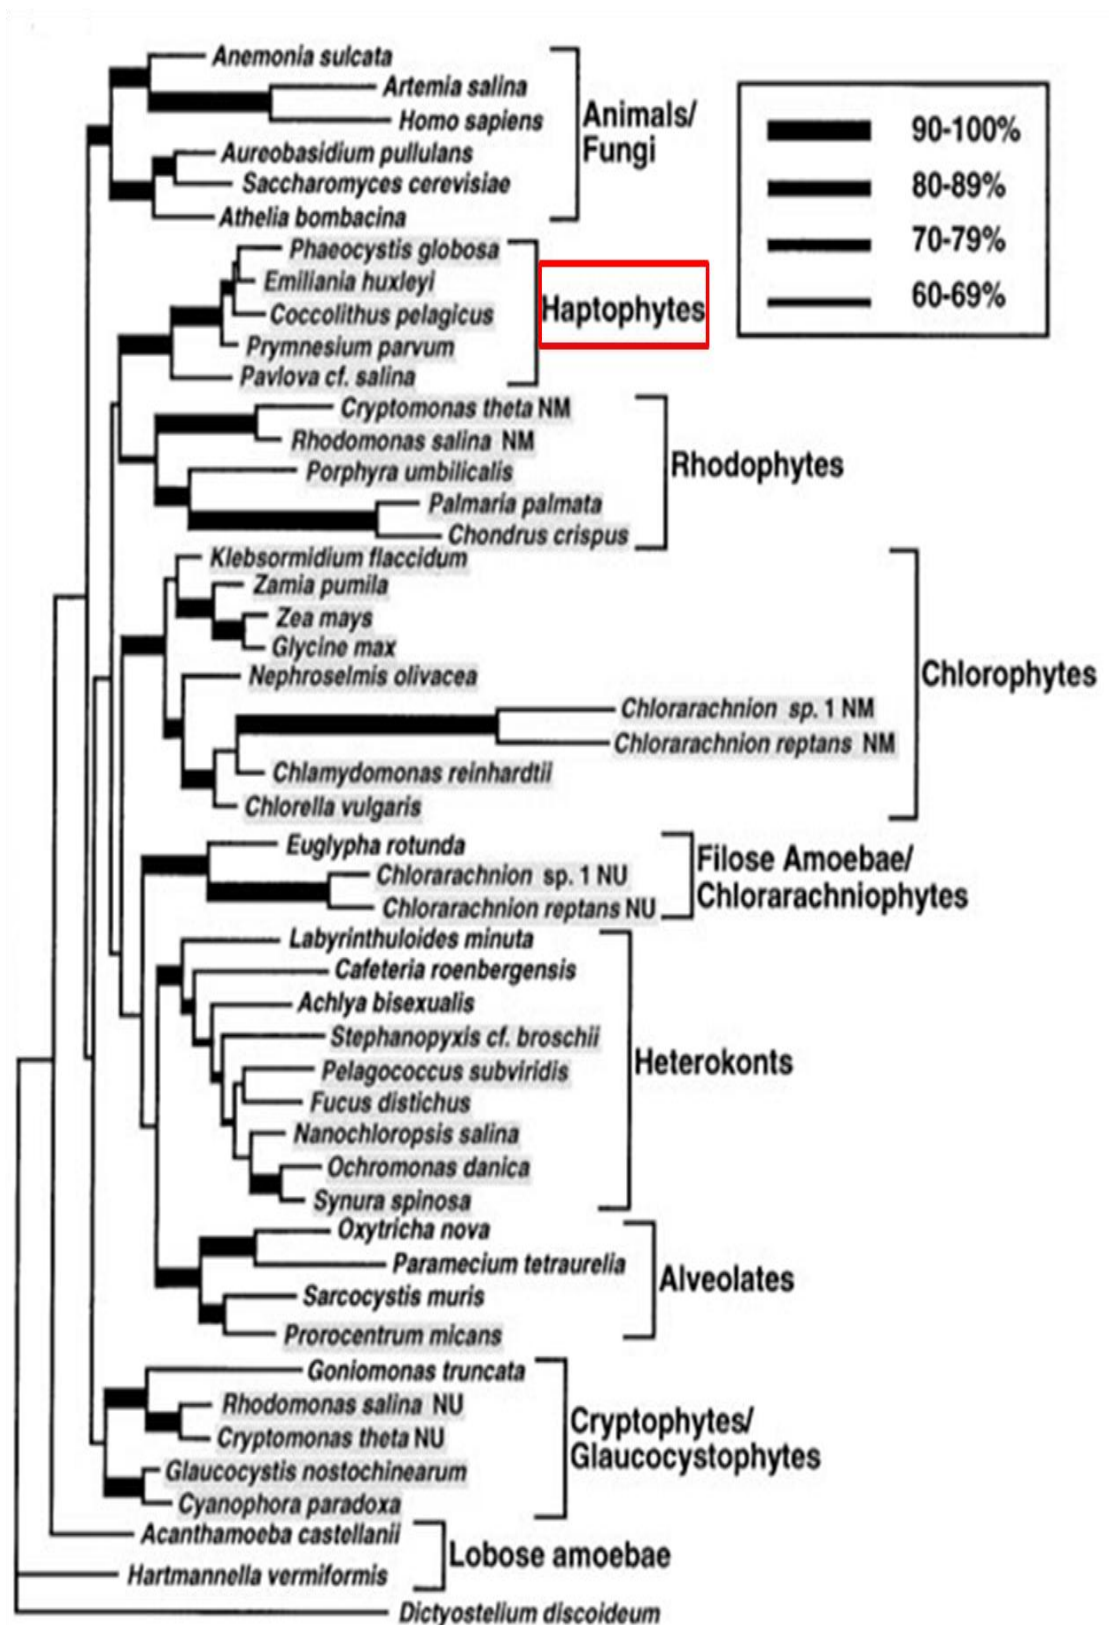 Anemonia sulcata
Artemia salina
Homo sapiens
Animals/
Fungi
Aureobasidium pullulans
Saccharomyces cerevisiae
Athelia bombacina
90-100%
80-89%
70-79%
60-69%
Phaeocystis globosa
Emiliania huxleyi
Coccolithus pelagicus
Prymnesium parvum
Pavlova cf. salina
Haptophytes
Cryptomonas theta NM
Rhodomonas salina NM
Porphyra umbilicalis
Palmaria palmata
Chondrus crispus
Rhodophytes
Klebsormidium flaccidum
Zamia pumila
Zea mays
Glycine max
Nephroselmis olivacea
Chlorarachnion sp. 1 NM
Chlorarachnion reptans NM
Chlamydomonas reinhardtii
Chlorella vulgaris
Chlorophytes
Euglypha rotunda
Chlorarachnion sp. 1 NU
Chlorarachnion reptans NU
Filose Amoebae/
Chlorarachniophytes
Labyrinthuloides minuta
Cafeteria roenbergensis
Achlya bisexualis
Stephanopyxis cf. broschii
Pelagococcus subviridis
Fucus distichus
Nanochloropsis salina
Ochromonas danica
Synura spinosa
Heterokonts
Oxytricha nova
Paramecium tetraurelia
Sarcocystis muris
Prorocentrum micans
Alveolates
Goniomonas truncata
Rhodomonas salina NU
Cryptomonas theta NU
Glaucocystis nostochinearum
Cyanophora paradoxa
Cryptophytes/
Glaucocystophytes
Acanthamoeba castellanii
Hartmannella vermiformis
Lobose amoebae
Dictyostelium discoideum